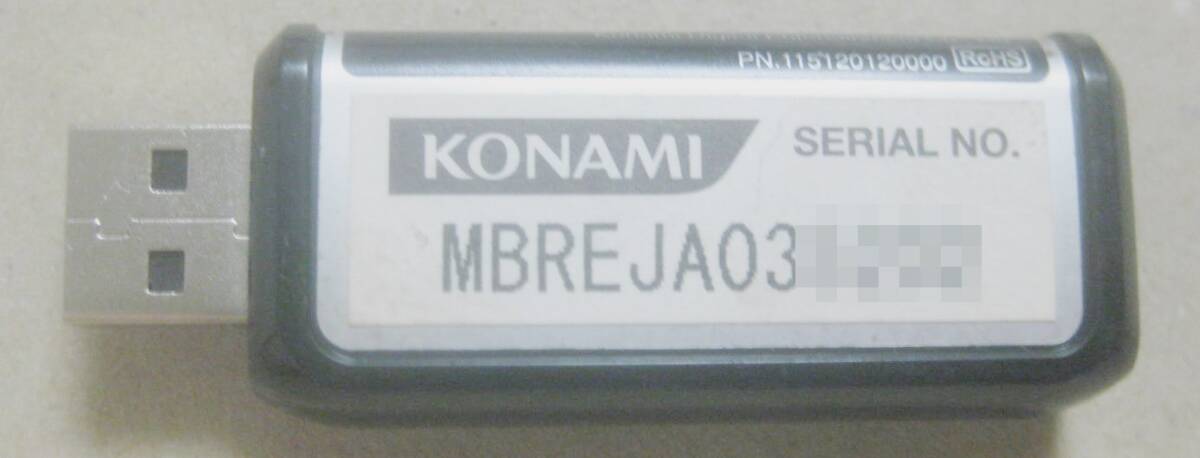 PN.115120120000 RoHS
KONAMI SERIAL NO.
MBREJA03